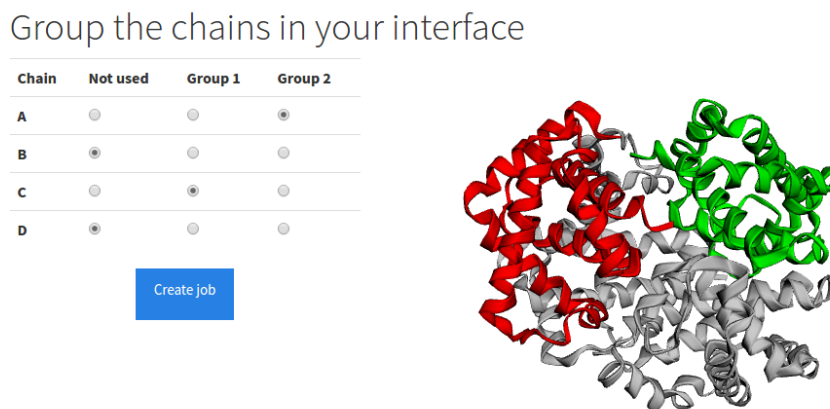 Group the chains in your interface
Chain Not used Group 1 Group 2
A
B
C
D
Create job